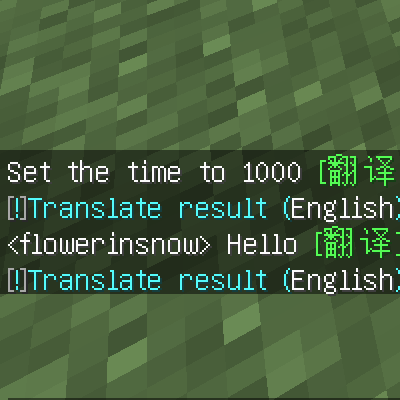 Set the time to 1000 [翻译
[!]Translate result (English)
<flowerinsnow> Hello [翻译]
[!]Translate result (English)